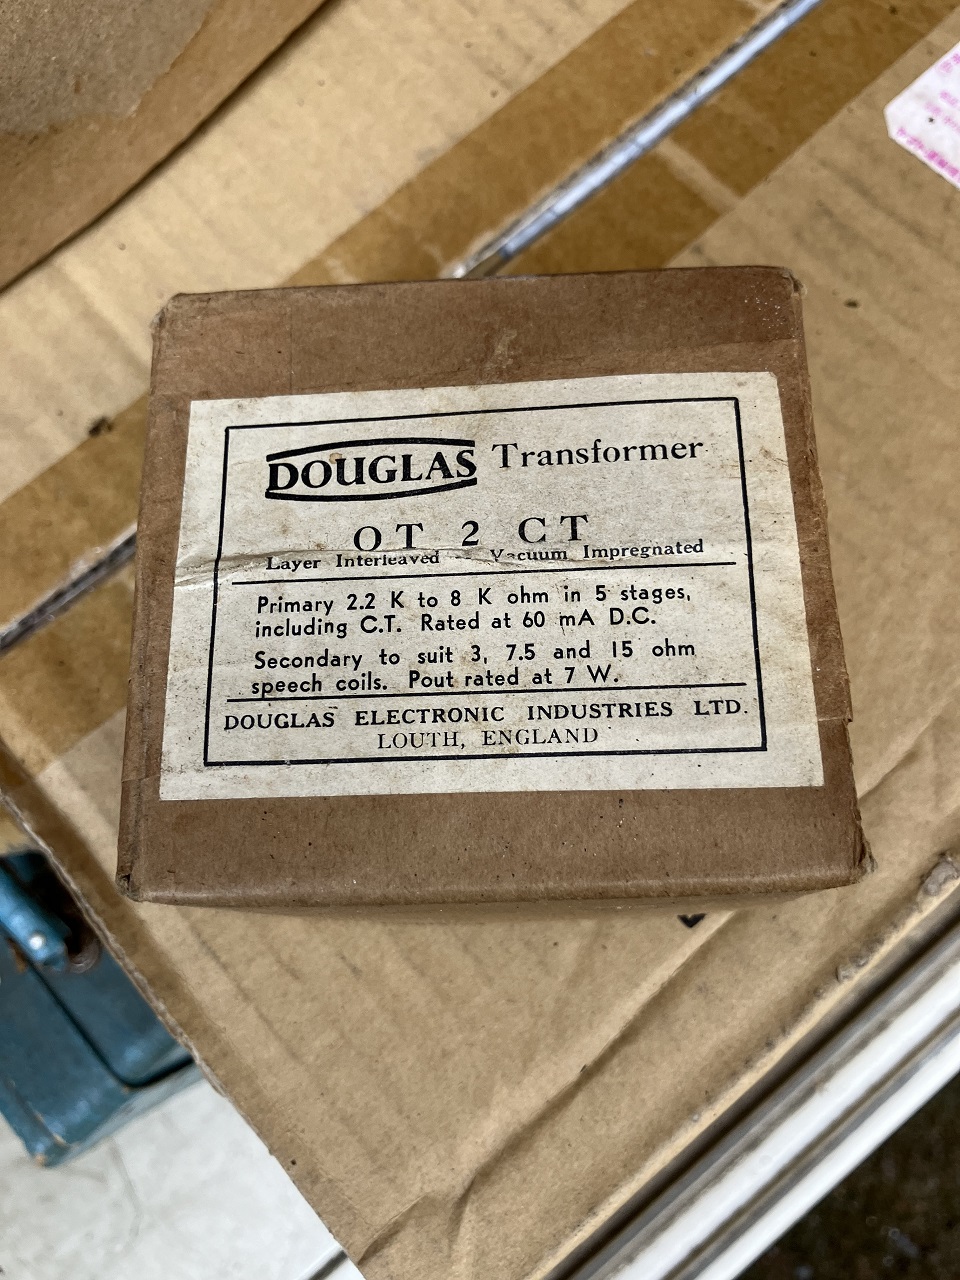 DOUGLAS Transformer
OT 2 CT
Layer Interleaved -- Vacuum Impregnated
Primary 2.2 K to 8 K ohm in 5 stages,
including C.T. Rated at 60 mA D.C.
Secondary to suit 3, 7.5 and 15 ohm
speech coils. Pout rated at 7 W.
DOUGLAS ELECTRONIC INDUSTRIES LTD.
LOUTH, ENGLAND